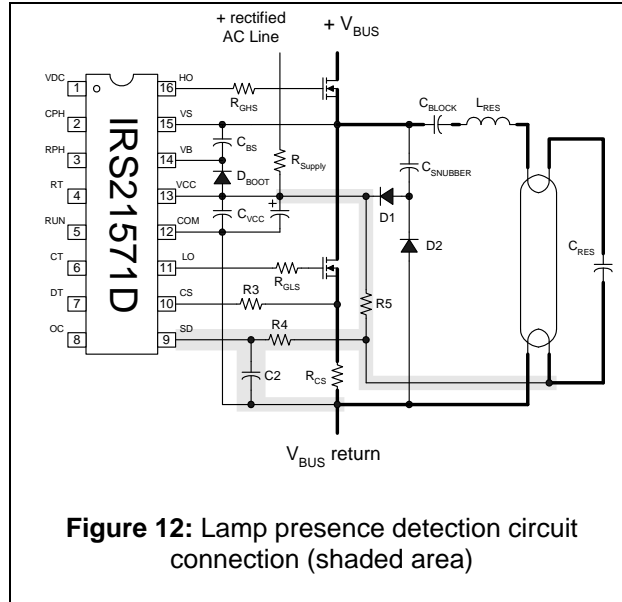 + rectified
AC Line
+ VBUS
VDC 1
CPH 2
RPH 3
RT 4
RUN 5
CT 6
DT 7
OC 8
IRS21571D
16 HO
15 VS
14 VB
13 VCC
12 COM
11 LO
10 CS
9 SD
RGHS
CBS
DBOOT
CVCC
RSupply
+
RGLS
R3
R4
C2
RCS
R5
D1
D2
CSNUBBER
CBLOCK
LRES
CRES
VBUS return
Figure 12: Lamp presence detection circuit
connection (shaded area)